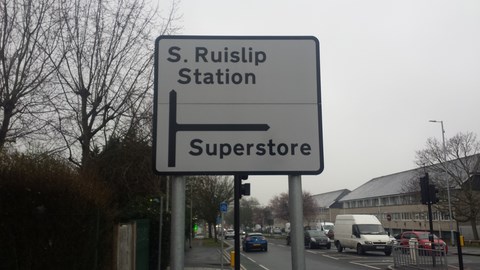 S. Ruislip
Station
Superstore